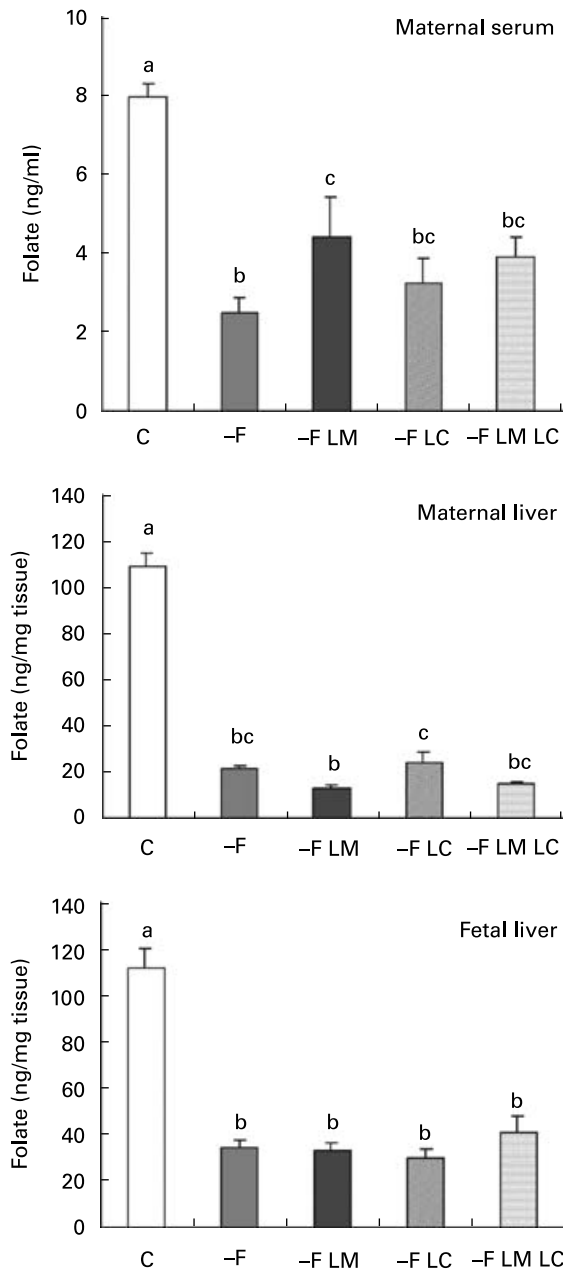 Maternal serum
Folate (ng/ml)
10
8
6
4
2
0
a
b
c
bc
bc
C
–F
–F LM
–F LC
–F LM LC
Maternal liver
Folate (ng/mg tissue)
140
120
100
80
60
40
20
0
a
bc
b
c
bc
C
–F
–F LM
–F LC
–F LM LC
Fetal liver
Folate (ng/mg tissue)
140
120
100
80
60
40
20
0
a
b
b
b
b
C
–F
–F LM
–F LC
–F LM LC